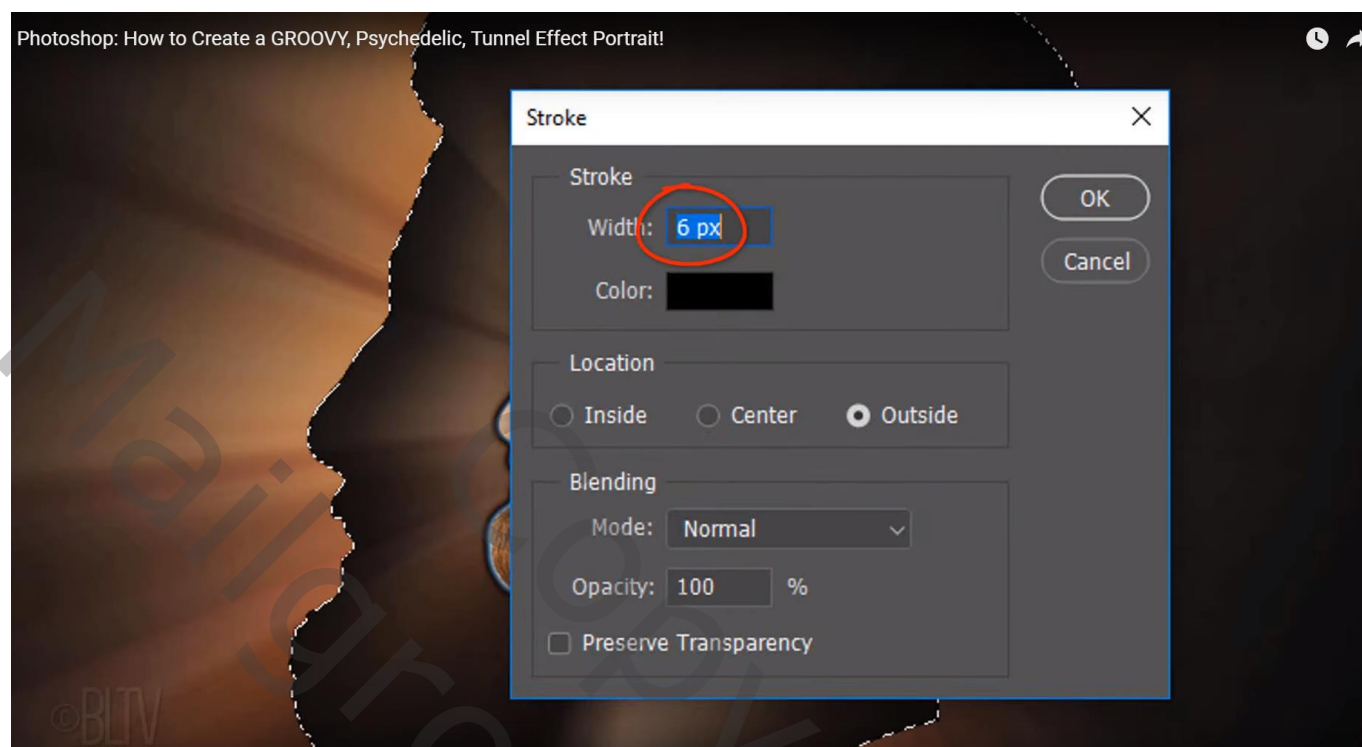 Photoshop: How to Create a GROOVY, Psychedelic, Tunnel Effect Portrait!
Stroke
Stroke
Width: 6 px
OK
Color:
Cancel
Location
Inside Center Outside
Blending
Mode: Normal
Opacity: 100 %
Preserve Transparency
©BLTV
Copy